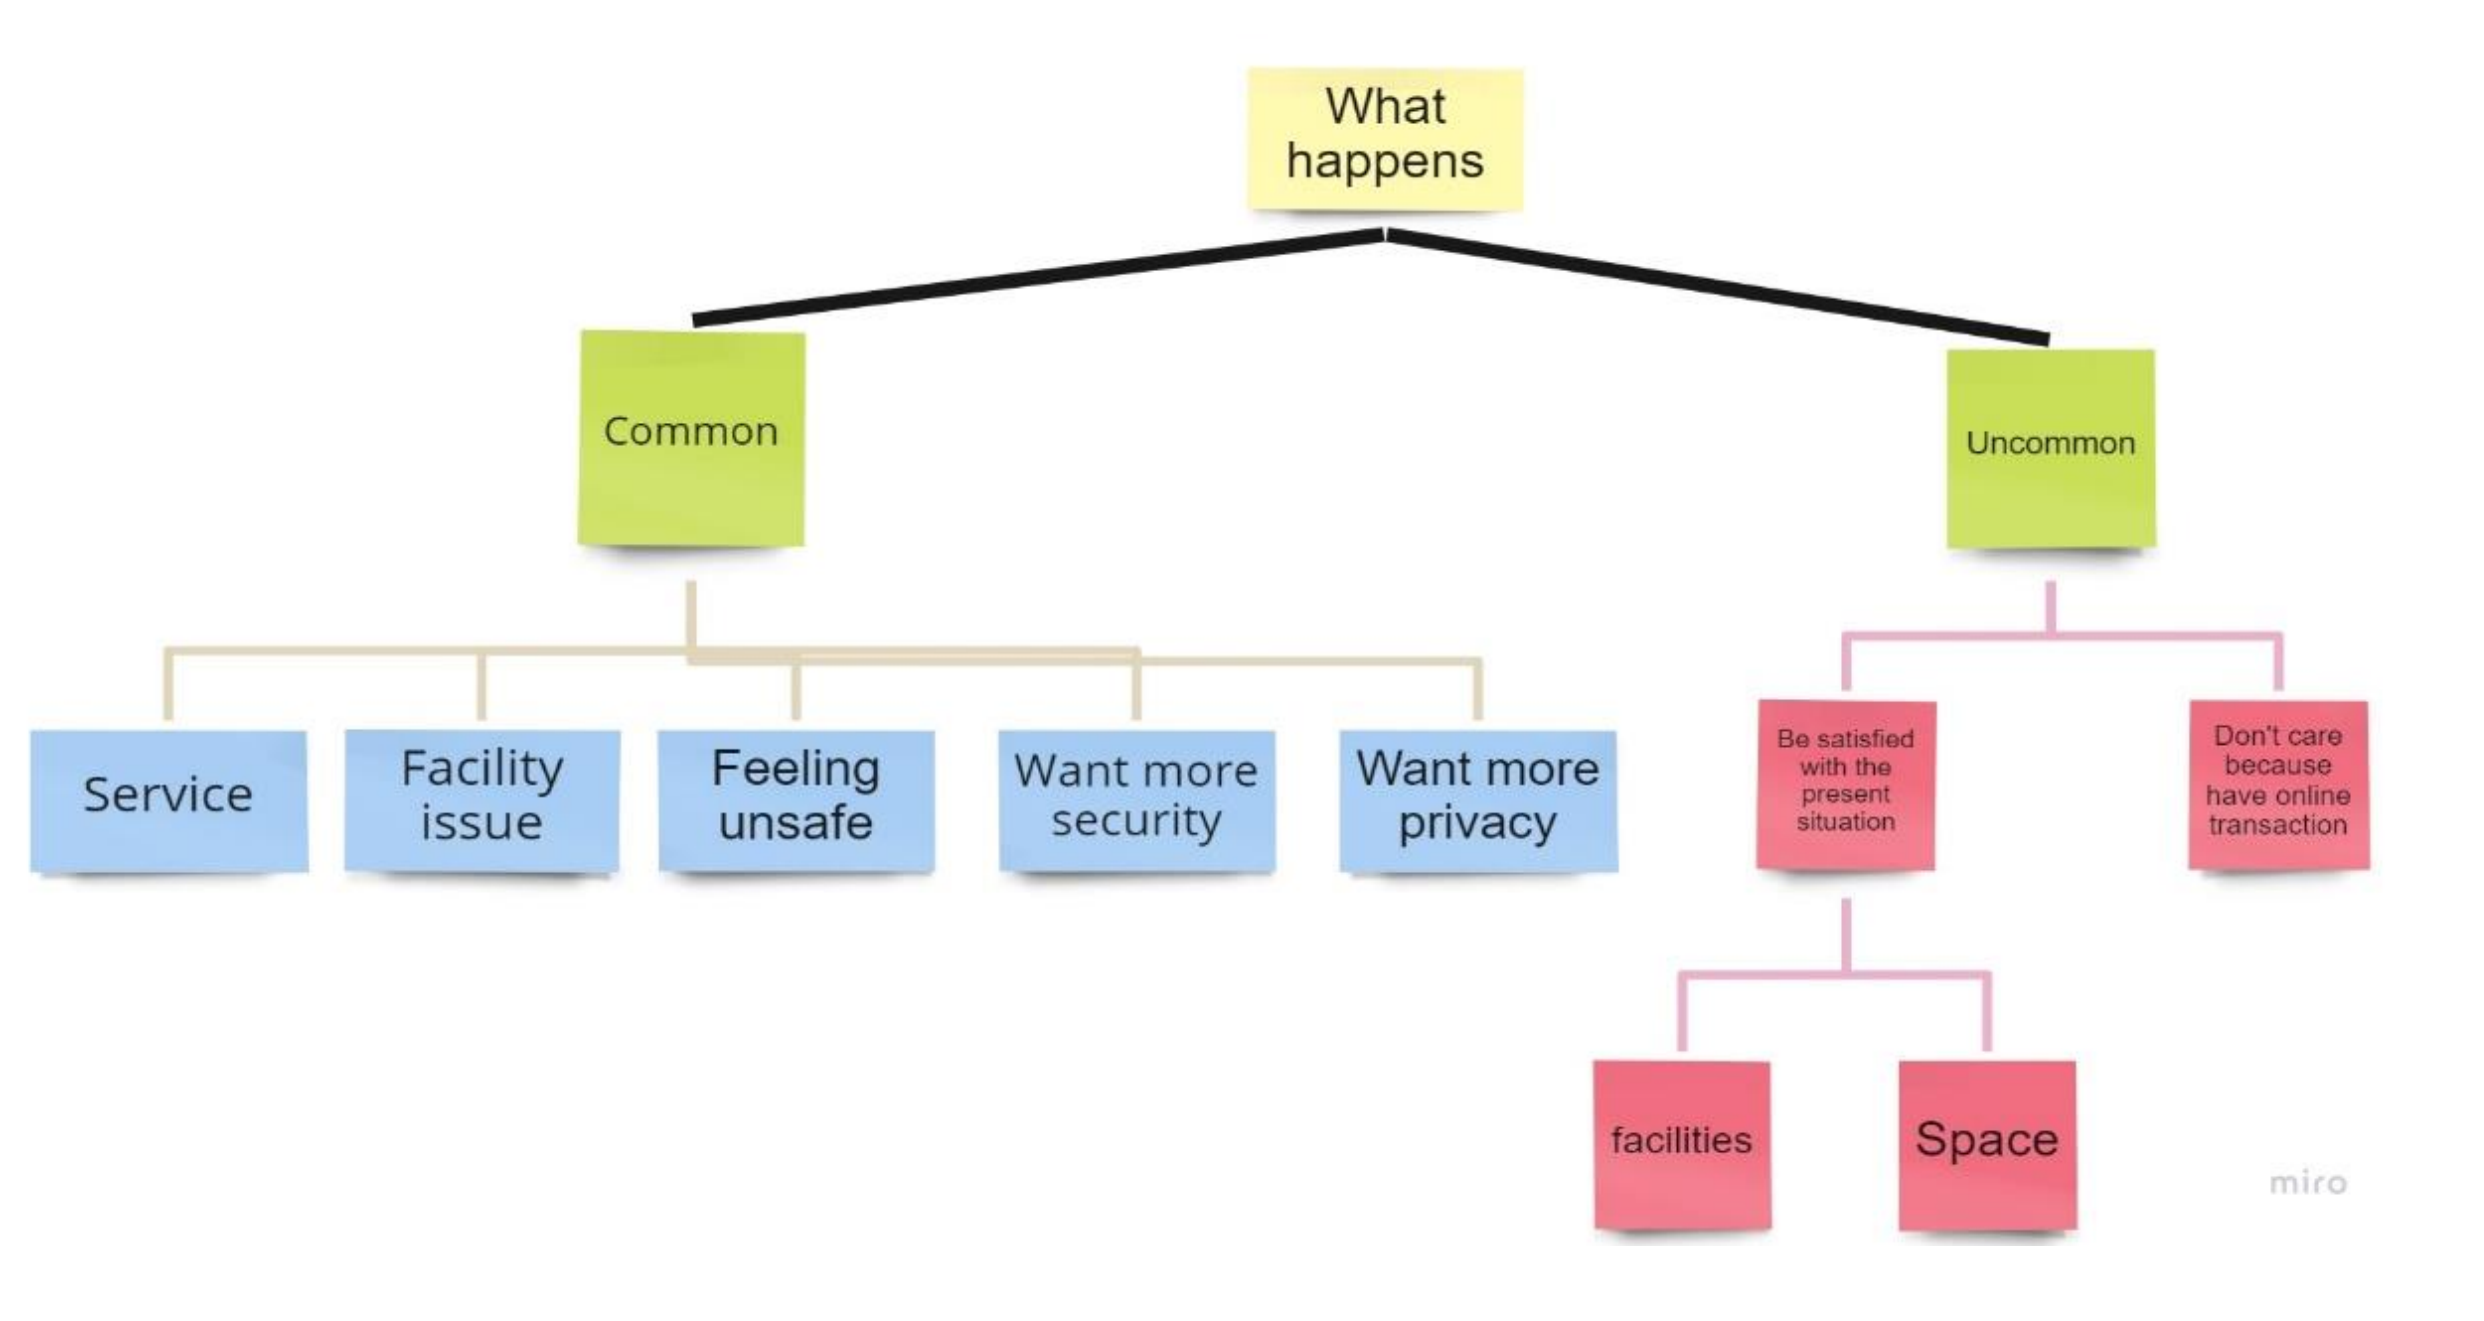 What
happens
Common
Uncommon
Service
Facility
issue
Feeling
unsafe
Want more
security
Want more
privacy
Be satisfied
with the
present
situation
Don't care
because
have online
transaction
facilities
Space
miro